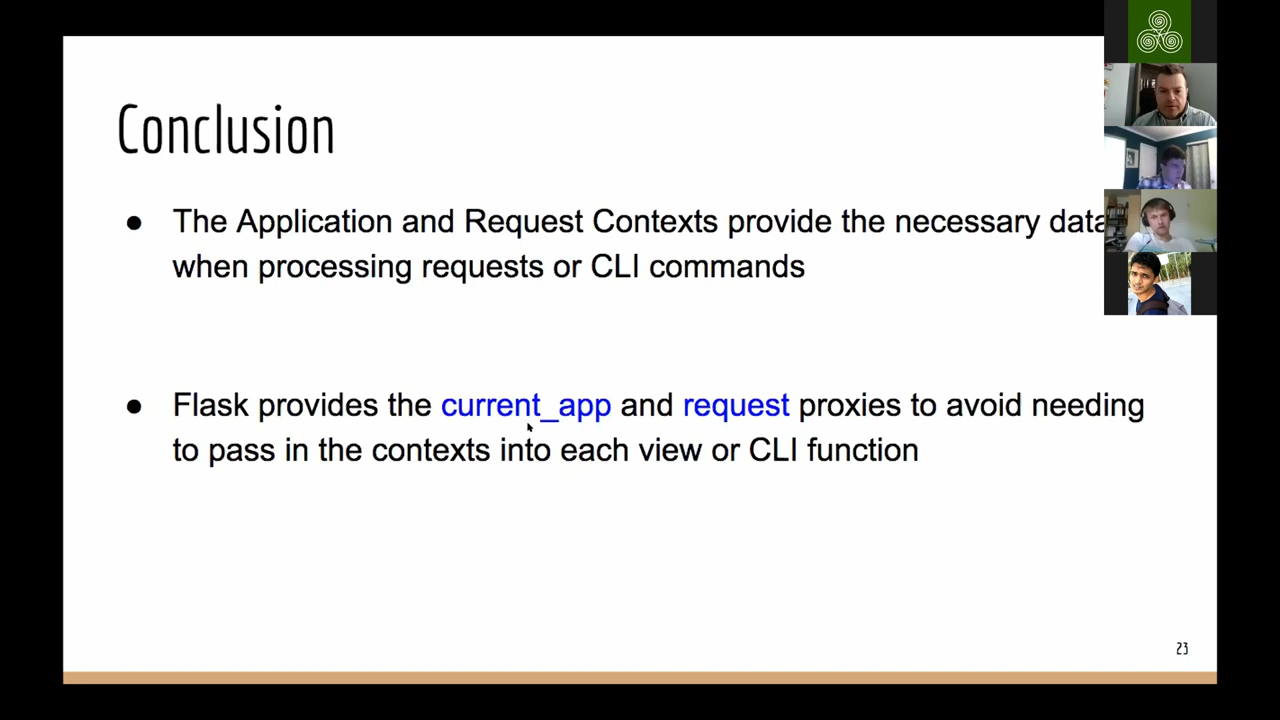 Conclusion
● The Application and Request Contexts provide the necessary data
when processing requests or CLI commands
● Flask provides the current_app and request proxies to avoid needing
to pass in the contexts into each view or CLI function
23